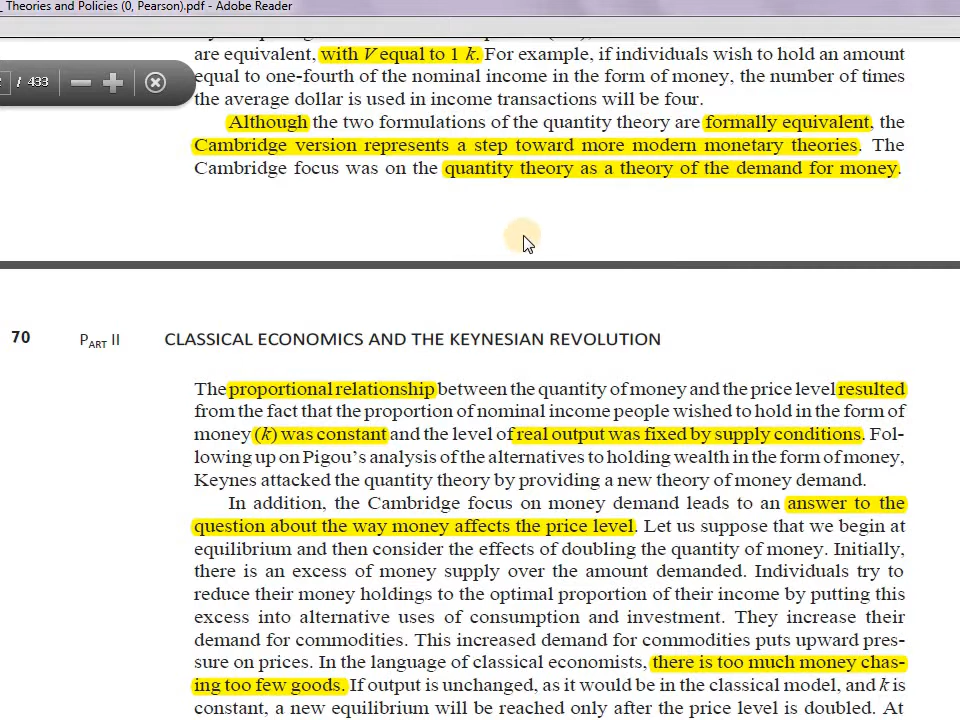 Theories and Policies (0, Pearson).pdf - Adobe Reader
are equivalent, with V equal to 1 k. For example, if individuals wish to hold an amount
/ 433
equal to one-fourth of the nominal income in the form of money, the number of times
the average dollar is used in income transactions will be four.
Although the two formulations of the quantity theory are formally equivalent, the
Cambridge version represents a step toward more modern monetary theories. The
Cambridge focus was on the quantity theory as a theory of the demand for money.
70 PART II CLASSICAL ECONOMICS AND THE KEYNESIAN REVOLUTION
The proportional relationship between the quantity of money and the price level resulted
from the fact that the proportion of nominal income people wished to hold in the form of
money (k) was constant and the level of real output was fixed by supply conditions. Fol-
lowing up on Pigou's analysis of the alternatives to holding wealth in the form of money,
Keynes attacked the quantity theory by providing a new theory of money demand.
In addition, the Cambridge focus on money demand leads to an answer to the
question about the way money affects the price level. Let us suppose that we begin at
equilibrium and then consider the effects of doubling the quantity of money. Initially,
there is an excess of money supply over the amount demanded. Individuals try to
reduce their money holdings to the optimal proportion of their income by putting this
excess into alternative uses of consumption and investment. They increase their
demand for commodities. This increased demand for commodities puts upward pres-
sure on prices. In the language of classical economists, there is too much money chas-
ing too few goods. If output is unchanged, as it would be in the classical model, and k is
constant, a new equilibrium will be reached only after the price level is doubled. At